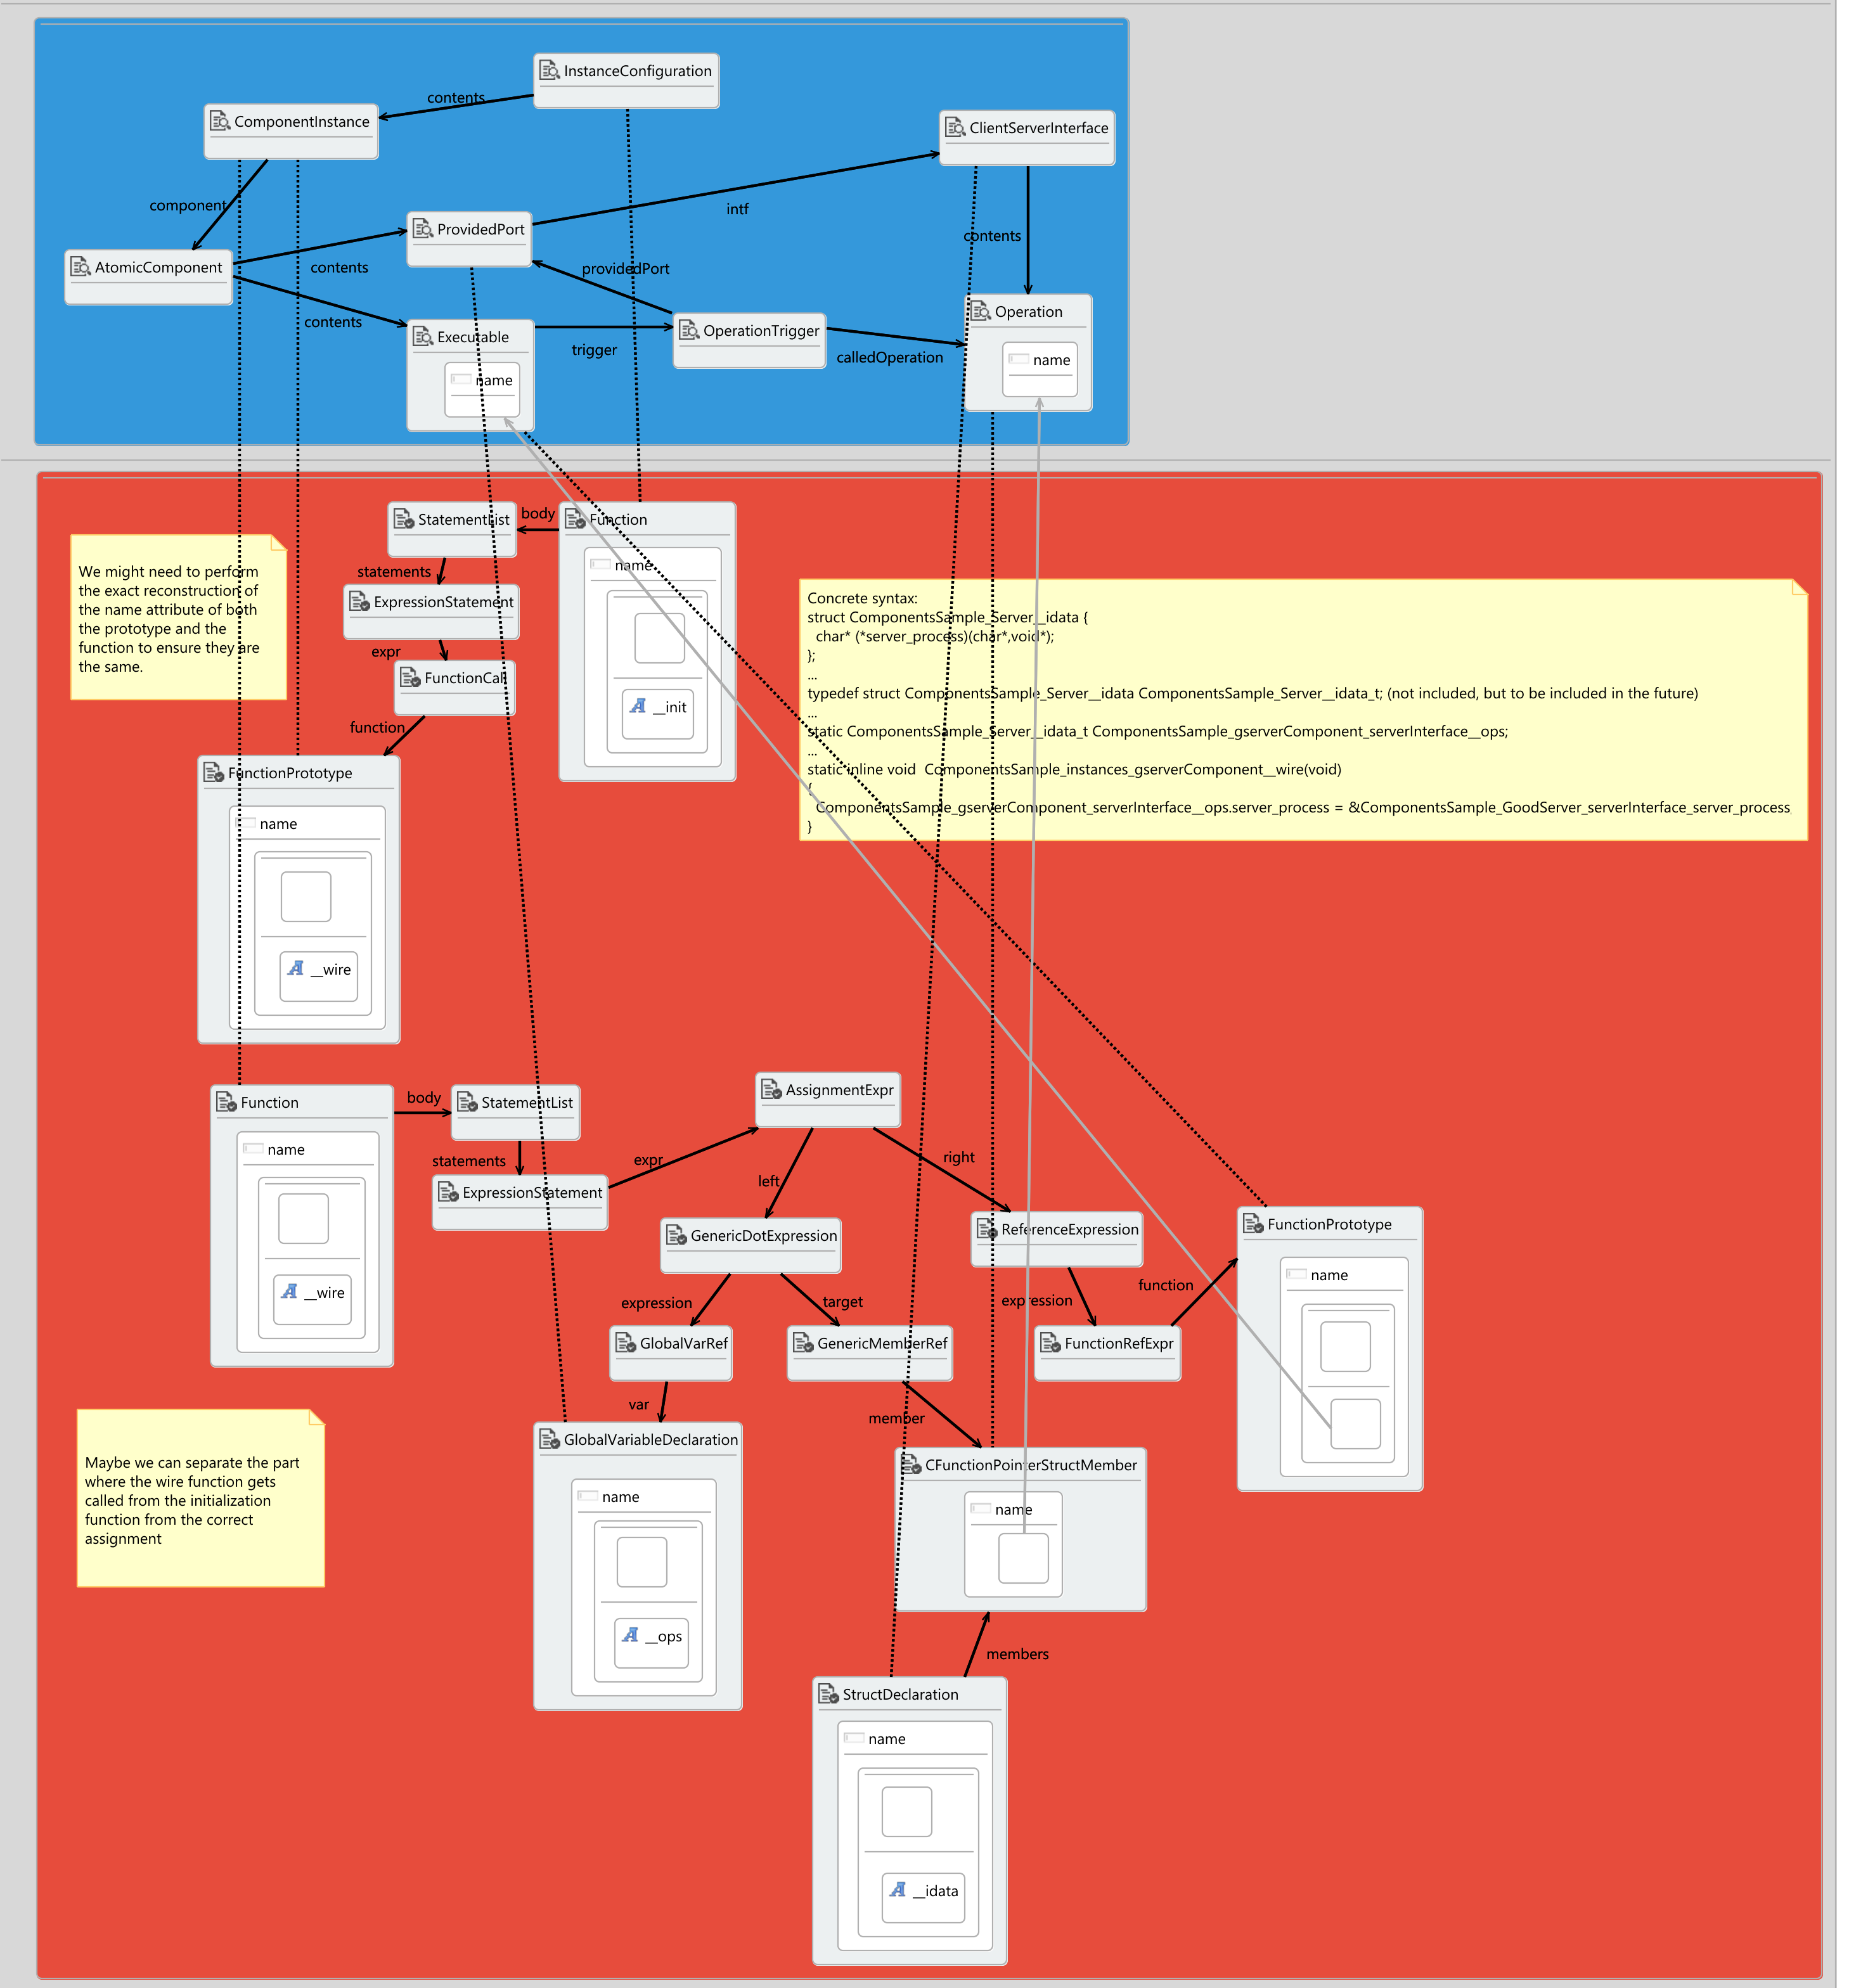 InstanceConfiguration
contents
ComponentInstance
ClientServerInterface
component
intf
ProvidedPort
contents
AtomicComponent
contents
providedPort
contents
Operation
name
Executable
name
trigger
OperationTrigger
calledOperation
StatementList
body
Function
name
__init
statements
ExpressionStatement
expr
FunctionCall
function
We might need to perform
the exact reconstruction of
the name attribute of both
the prototype and the
function to ensure they are
the same.
Concrete syntax:
struct ComponentsSample_Server__idata {
char* (*server_process)(char*,void*);
};
...
typedef struct ComponentsSample_Server__idata ComponentsSample_Server__idata_t; (not included, but to be included in the future)
...
static ComponentsSample_Server__idata_t ComponentsSample_gserverComponent_serverInterface__ops;
...
static inline void  ComponentsSample_instances_gserverComponent__wire(void)
{
ComponentsSample_gserverComponent_serverInterface__ops.server_process = &ComponentsSample_GoodServer_serverInterface_server_process
}
FunctionPrototype
name
__wire
Function
name
__wire
body
StatementList
statements
ExpressionStatement
expr
AssignmentExpr
left
right
GenericDotExpression
ReferenceExpression
FunctionPrototype
name
expression
target
expression
function
GlobalVarRef
GenericMemberRef
FunctionRefExpr
var
member
Maybe we can separate the part
where the wire function gets
called from the initialization
function from the correct
assignment
GlobalVariableDeclaration
name
__ops
CFunctionPointerStructMember
name
members
StructDeclaration
name
__idata